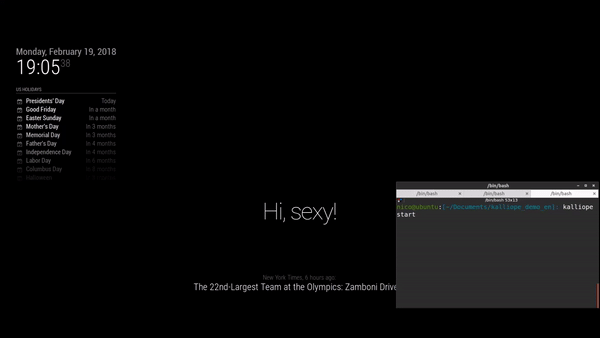 Monday, February 19, 2018
19:05 38
US HOLIDAYS
Presidents' Day Today
Good Friday In a month
Easter Sunday In a month
Mother's Day In 3 months
Memorial Day In 3 months
Father's Day In 4 months
Independence Day In 4 months
Labor Day In 6 months
Columbus Day In 8 months
Halloween
Hi, sexy!
New York Times, 6 hours ago:
The 22nd-Largest Team at the Olympics: Zamboni Drive
/bin/bash
/bin/bash × /bin/bash × /bin/bash ×
/bin/bash 53x13
nico@ubuntu:[~/Documents/kalliope_demo_en]: kalliope
start